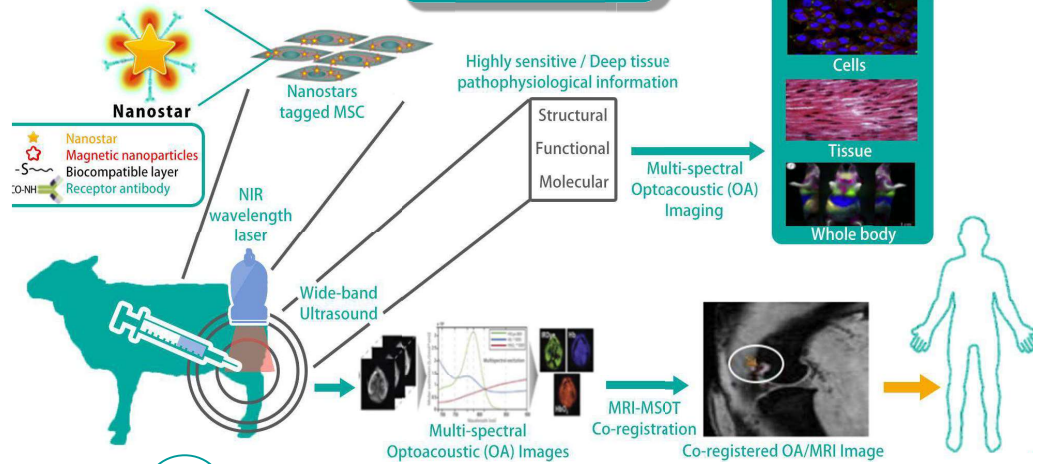 Nanostar
Nanostars
tagged MSC
Highly sensitive / Deep tissue
pathophysiological information
Structural
Functional
Molecular
Multi-spectral
Optoacoustic (OA)
Imaging
Cells
Tissue
Whole body
Nanostar
Magnetic nanoparticles
-S
Biocompatible layer
CO-NH
Receptor antibody
NIR
wavelength
laser
Wide-band
Ultrasound
Multi-spectral
Optoacoustic (OA) Images
MRI-MSOT
Co-registration
Co-registered OA/MRI Image